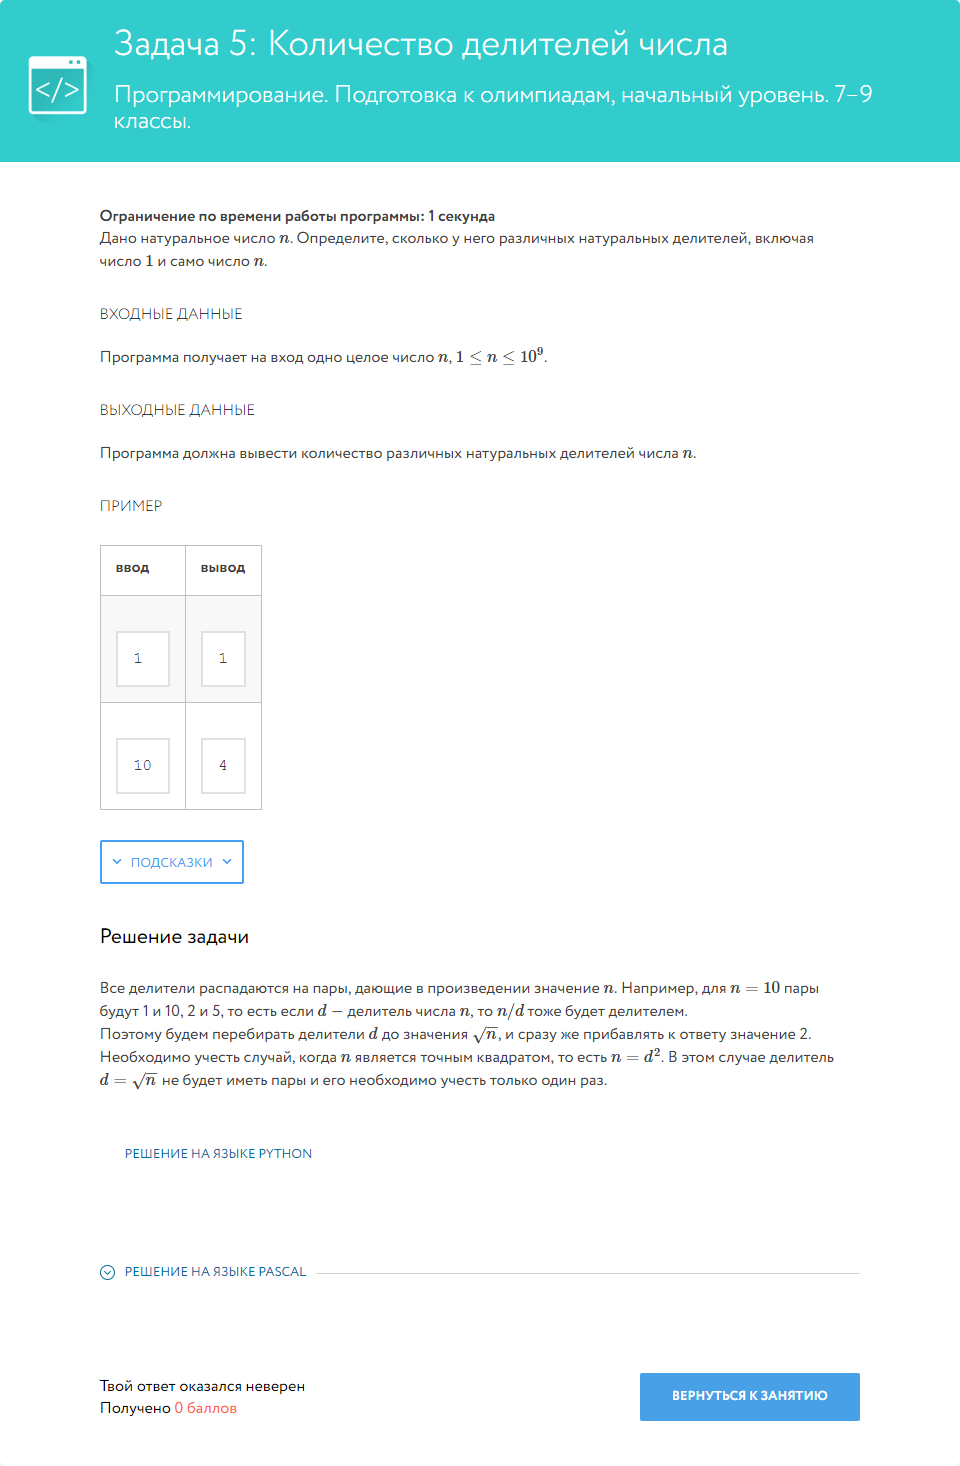 Задача 5: Количество делителей числа
</>
Программирование. Подготовка к олимпиадам, начальный уровень. 7–9
классы.
Ограничение по времени работы программы: 1 секунда
Дано натуральное число n. Определите, сколько у него различных натуральных делителей, включая
число 1 и само число n.
ВХОДНЫЕ ДАННЫЕ
Программа получает на вход одно целое число n, 1 ≤ n ≤ 10⁹.
ВЫХОДНЫЕ ДАННЫЕ
Программа должна вывести количество различных натуральных делителей числа n.
ПРИМЕР
ввод вывод
1 1
10 4
ПОДСКАЗКИ
Решение задачи
Все делители распадаются на пары, дающие в произведении значение n. Например, для n = 10 пары
будут 1 и 10, 2 и 5, то есть если d − делитель числа n, то n/d тоже будет делителем.
Поэтому будем перебирать делители d до значения √n, и сразу же прибавлять к ответу значение 2.
Необходимо учесть случай, когда n является точным квадратом, то есть n = d². В этом случае делитель
d = √n не будет иметь пары и его необходимо учесть только один раз.
РЕШЕНИЕ НА ЯЗЫКЕ PYTHON
РЕШЕНИЕ НА ЯЗЫКЕ PASCAL
Твой ответ оказался неверен
Получено 0 баллов
ВЕРНУТЬСЯ К ЗАНЯТИЮ